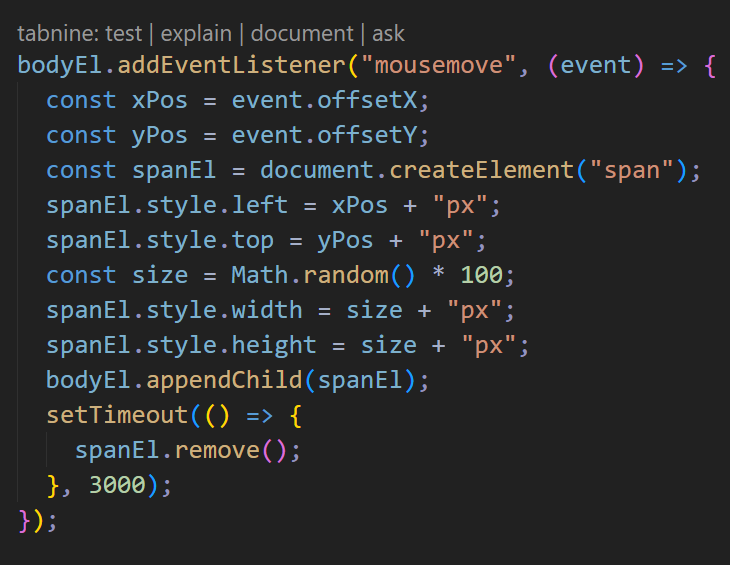 tabnine: test | explain | document | ask
bodyEl.addEventListener("mousemove", (event) => {
  const xPos = event.offsetX;
  const yPos = event.offsetY;
  const spanEl = document.createElement("span");
  spanEl.style.left = xPos + "px";
  spanEl.style.top = yPos + "px";
  const size = Math.random() * 100;
  spanEl.style.width = size + "px";
  spanEl.style.height = size + "px";
  bodyEl.appendChild(spanEl);
  setTimeout(() => {
    spanEl.remove();
  }, 3000);
});